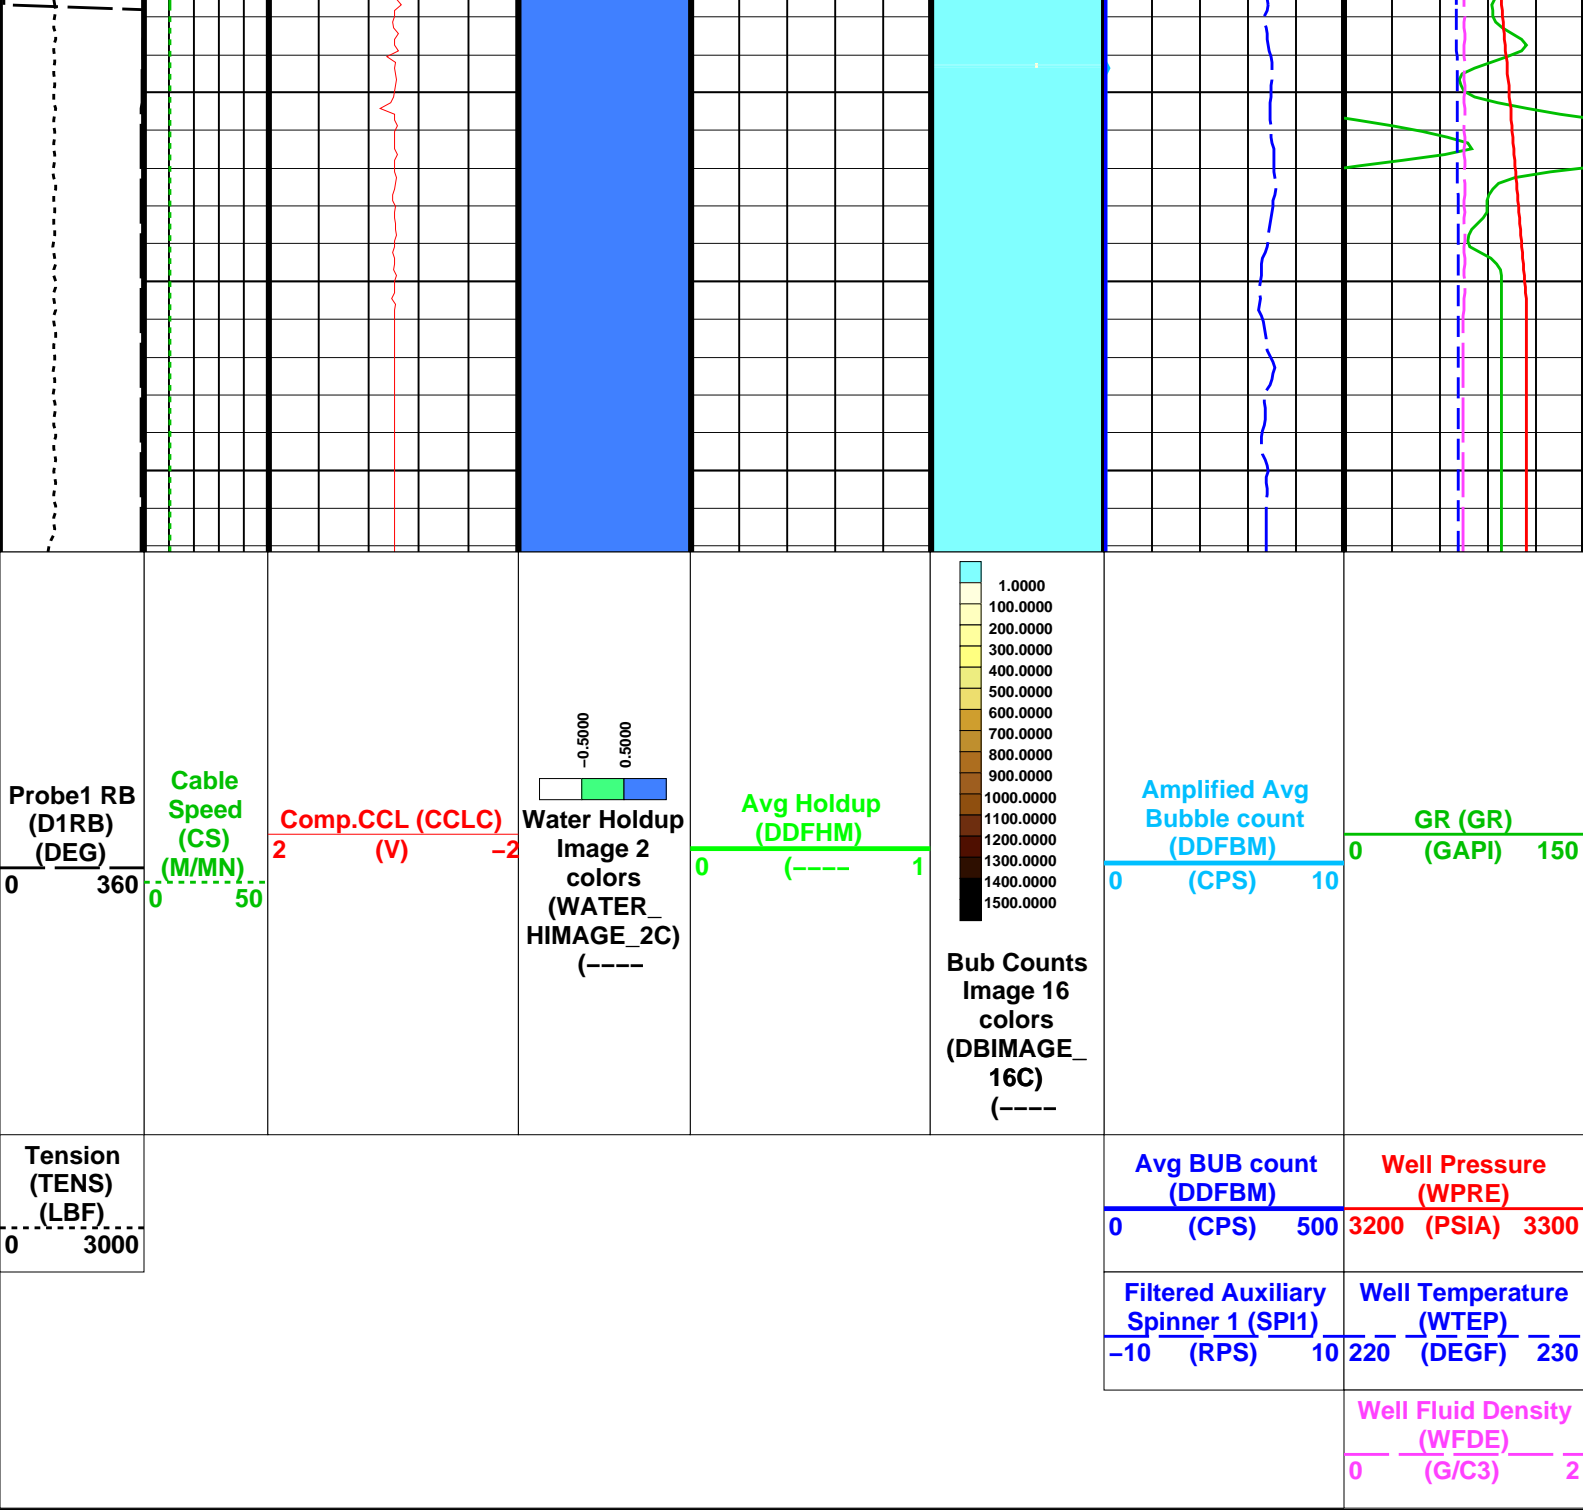 Probe1 RB
(D1RB)
(DEG)
0 360
Cable
Speed
(CS)
(M/MN)
0 50
Comp.CCL (CCLC)
2 (V) −2
−0.5000
0.5000
Water Holdup
Image 2
colors
(WATER_
HIMAGE_2C)
(−−−−
Avg Holdup
(DDFHM)
0 (−−−− 1
1.0000
100.0000
200.0000
300.0000
400.0000
500.0000
600.0000
700.0000
800.0000
900.0000
1000.0000
1100.0000
1200.0000
1300.0000
1400.0000
1500.0000
Bub Counts
Image 16
colors
(DBIMAGE_
16C)
(−−−−
Amplified Avg
Bubble count
(DDFBM)
0 (CPS) 10
GR (GR)
0 (GAPI) 150
Tension
(TENS)
(LBF)
0 3000
Avg BUB count
(DDFBM)
0 (CPS) 500
Well Pressure
(WPRE)
3200 (PSIA) 3300
Filtered Auxiliary
Spinner 1 (SPI1)
−10 (RPS) 10
Well Temperature
(WTEP)
220 (DEGF) 230
Well Fluid Density
(WFDE)
0 (G/C3) 2